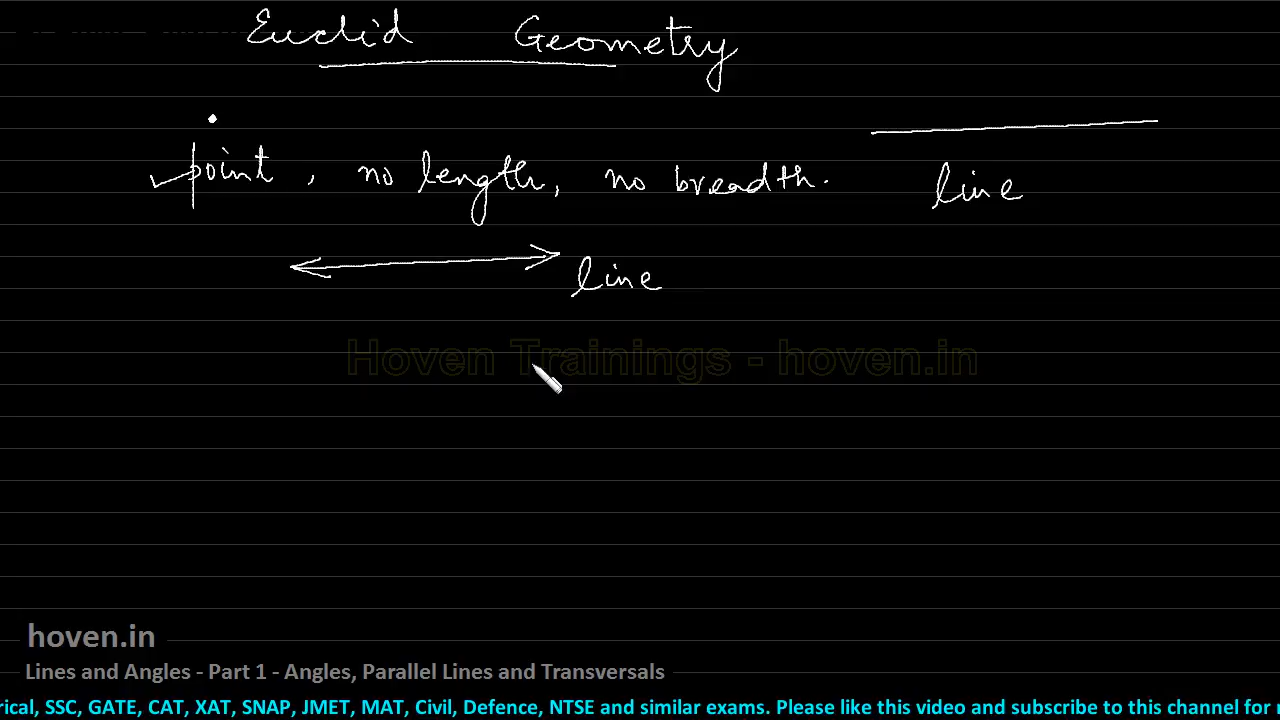 Euclid Geometry
point, no length, no breadth.
line
line
Hoven Trainings - hoven.in
hoven.in
Lines and Angles - Part 1 - Angles, Parallel Lines and Transversals
SSC, GATE, CAT, XAT, SNAP, JMET, MAT, Civil, Defence, NTSE and similar exams. Please like this video and subscribe to this channel for